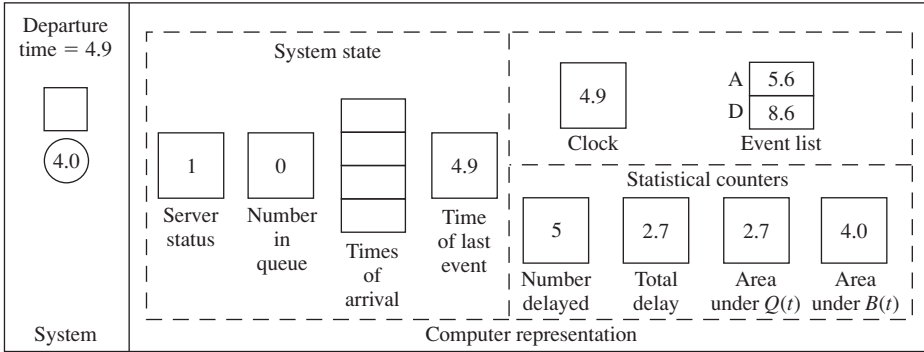 Departure
time = 4.9
4.0
System
System state
1
Server
status
0
Number
in
queue
Times
of
arrival
4.9
Time
of last
event
4.9
Clock
A 5.6
D 8.6
Event list
Statistical counters
5
Number
delayed
2.7
Total
delay
2.7
Area
under Q(t)
4.0
Area
under B(t)
Computer representation